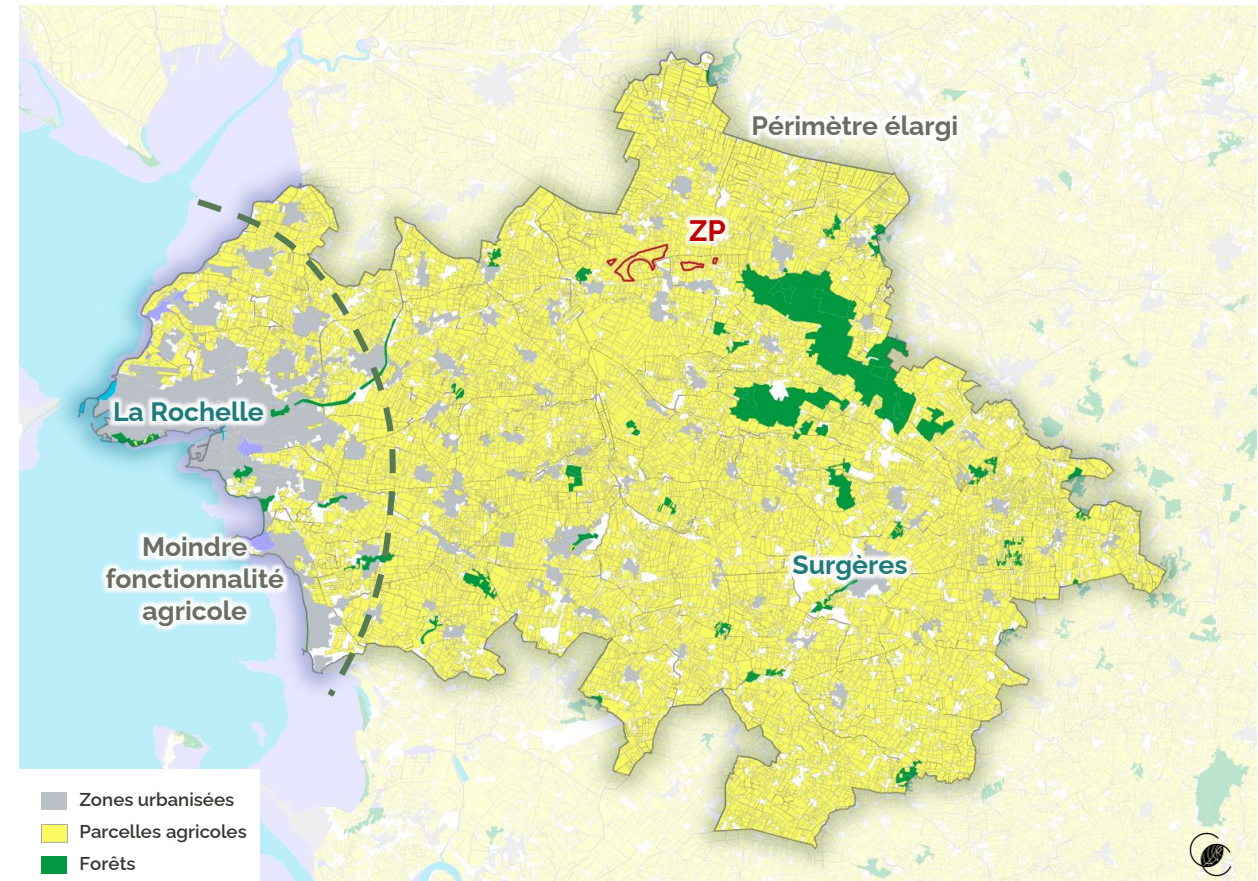 Périmètre élargi
ZP
La Rochelle
Moindre
fonctionnalité
agricole
Surgères
Zones urbanisées
Parcelles agricoles
Forêts